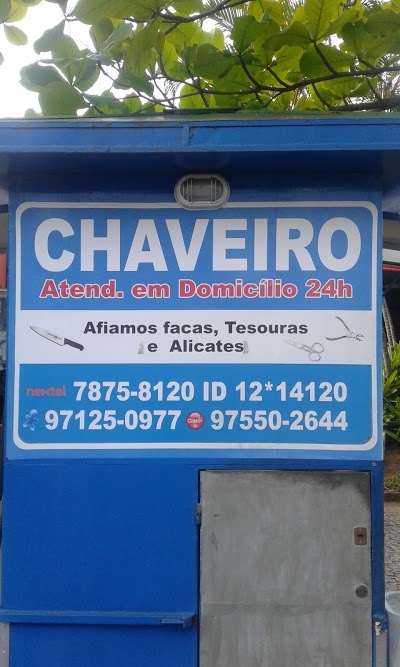 CHAVEIRO
Atend. em Domicílio 24h
Afiamos facas, Tesouras
e Alicates
nextel 7875-8120 ID 12*14120
97125-0977 Claro 97550-2644